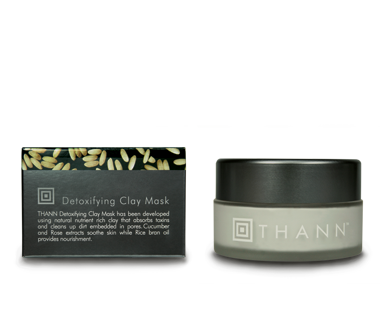 Detoxifying Clay Mask
THANN Detoxifying Clay Mask has been developed
using natural nutrient rich clay that absorbs toxins
and cleans up dirt embedded in pores. Cucumber
and Rose extracts soothe skin while Rice bran oil
provides nourishment.
THANN™